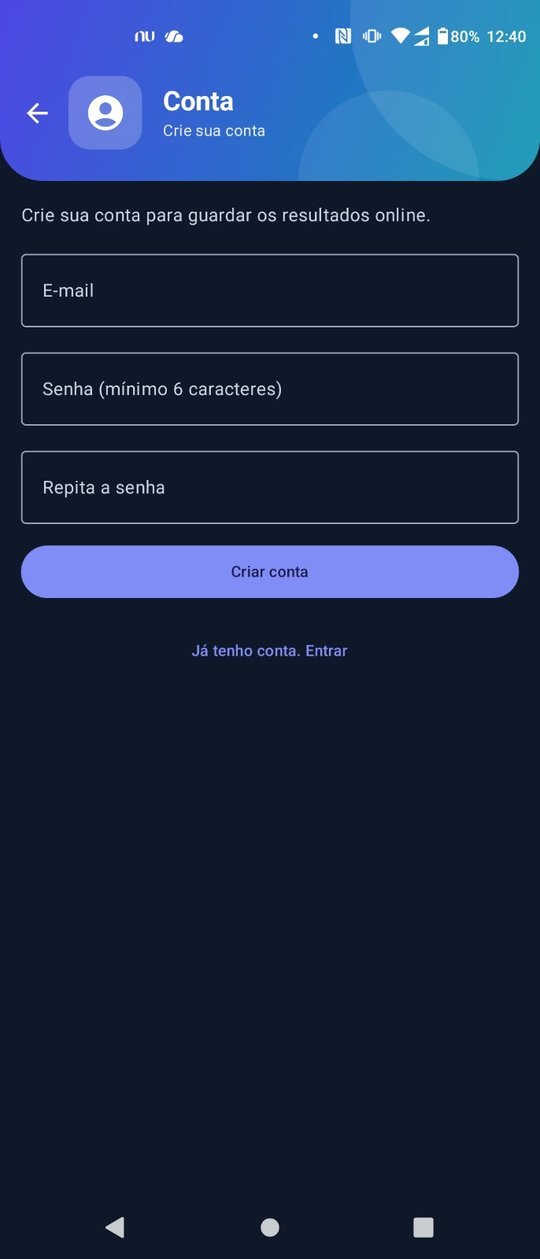 nu 80% 12:40
Conta
Crie sua conta
Crie sua conta para guardar os resultados online.
E-mail
Senha (mínimo 6 caracteres)
Repita a senha
Criar conta
Já tenho conta. Entrar